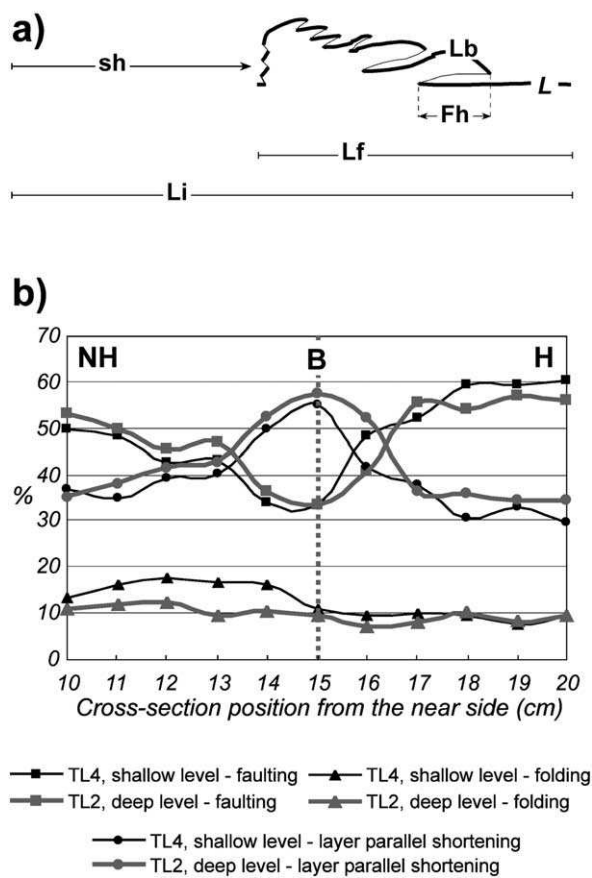 a)
sh
Lb
L
Fh
Lf
Li
b)
70
NH B H
60
50
40
%
30
20
10
0
10 11 12 13 14 15 16 17 18 19 20
Cross-section position from the near side (cm)
TL4, shallow level - faulting TL4, shallow level - folding
TL2, deep level - faulting TL2, deep level - folding
TL4, shallow level - layer parallel shortening
TL2, deep level - layer parallel shortening